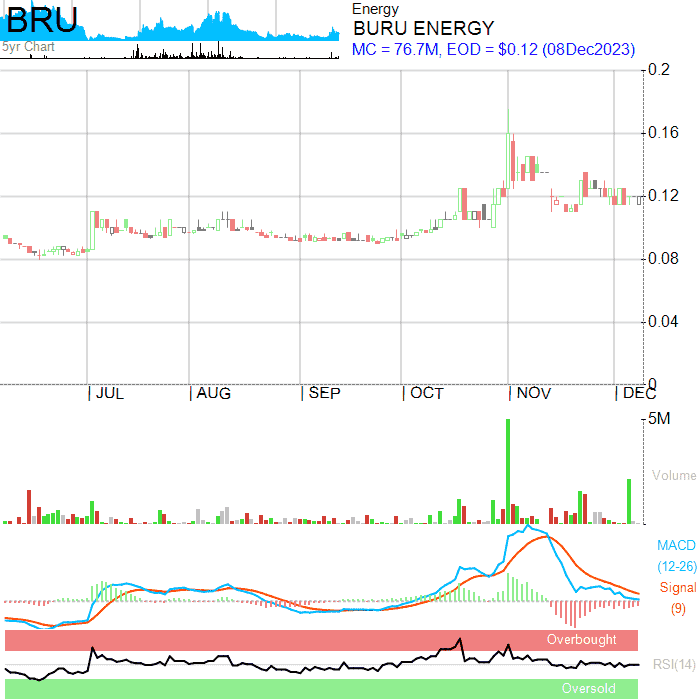 BRU
5yr Chart
Energy
BURU ENERGY
MC = 76.7M, EOD = $0.12 (08Dec2023)
0.2
0.16
0.12
0.08
0.04
0
| JUL | AUG | SEP | OCT | NOV | DEC
5M
Volume
MACD
(12-26)
Signal
(9)
Overbought
RSI(14)
Oversold